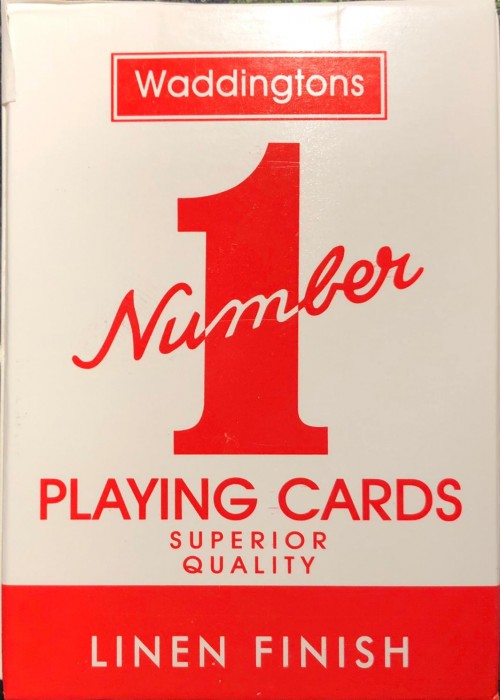 Waddingtons
Number
1
PLAYING CARDS
SUPERIOR
QUALITY
LINEN FINISH